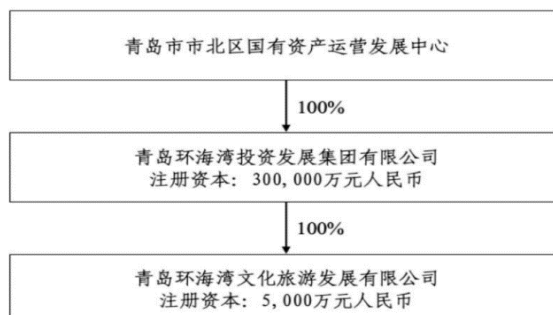 青岛市市北区国有资产运营发展中心
100%
青岛环海湾投资发展集团有限公司
注册资本: 300,000万元人民币
100%
青岛环海湾文化旅游发展有限公司
注册资本: 5,000万元人民币